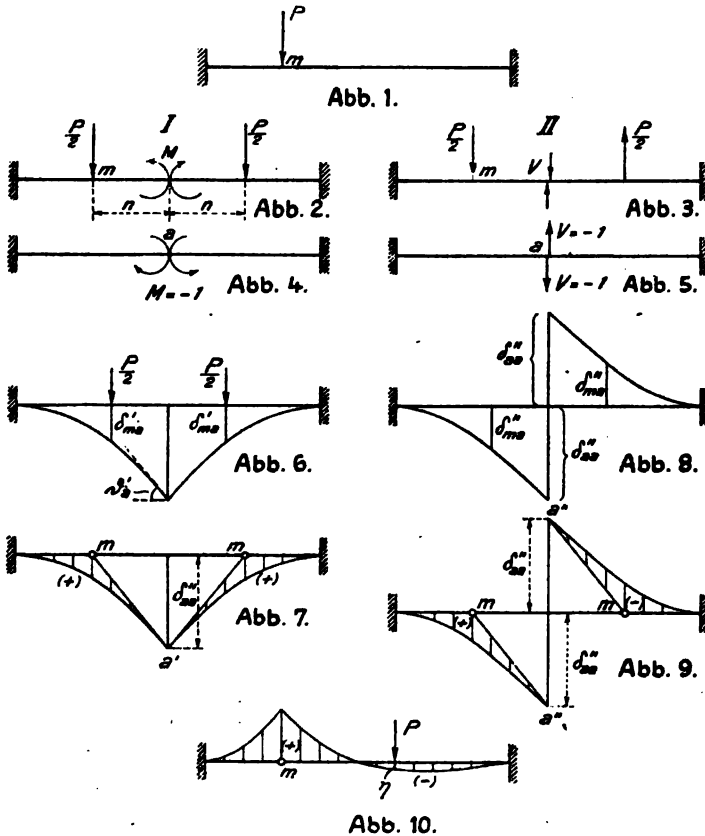 P
m
Abb. 1.
P/2 I P/2
M
m
n n
Abb. 2.
P/2 II P/2
m V
Abb. 3.
a
M=-1
Abb. 4.
V=-1
a
V=-1
Abb. 5.
P/2 P/2
δ'ma δ'ma
Abb. 6.
δ''aa
δ''ma
δ''ma
δ''aa
Abb. 8.
m m
(+) δ''aa (+)
a'
Abb. 7.
a''
δ''aa
m m
(+) (-)
δ''aa
a''
Abb. 9.
P
(+)
m
η (-)
Abb. 10.